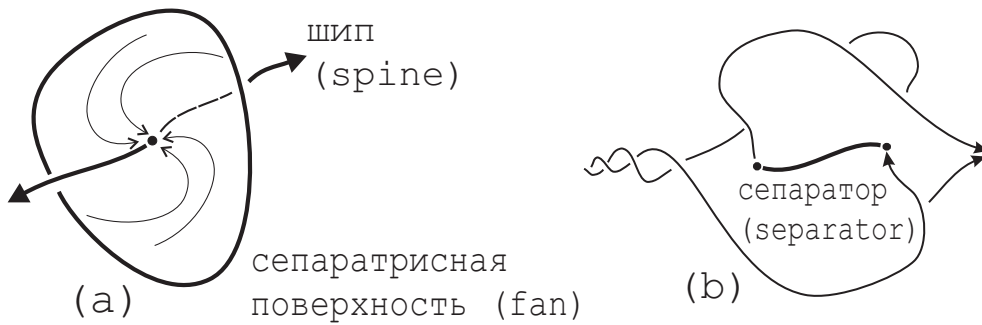 шип
(spine)
сепаратрисная
поверхность (fan)
(a)
сепаратор
(separator)
(b)